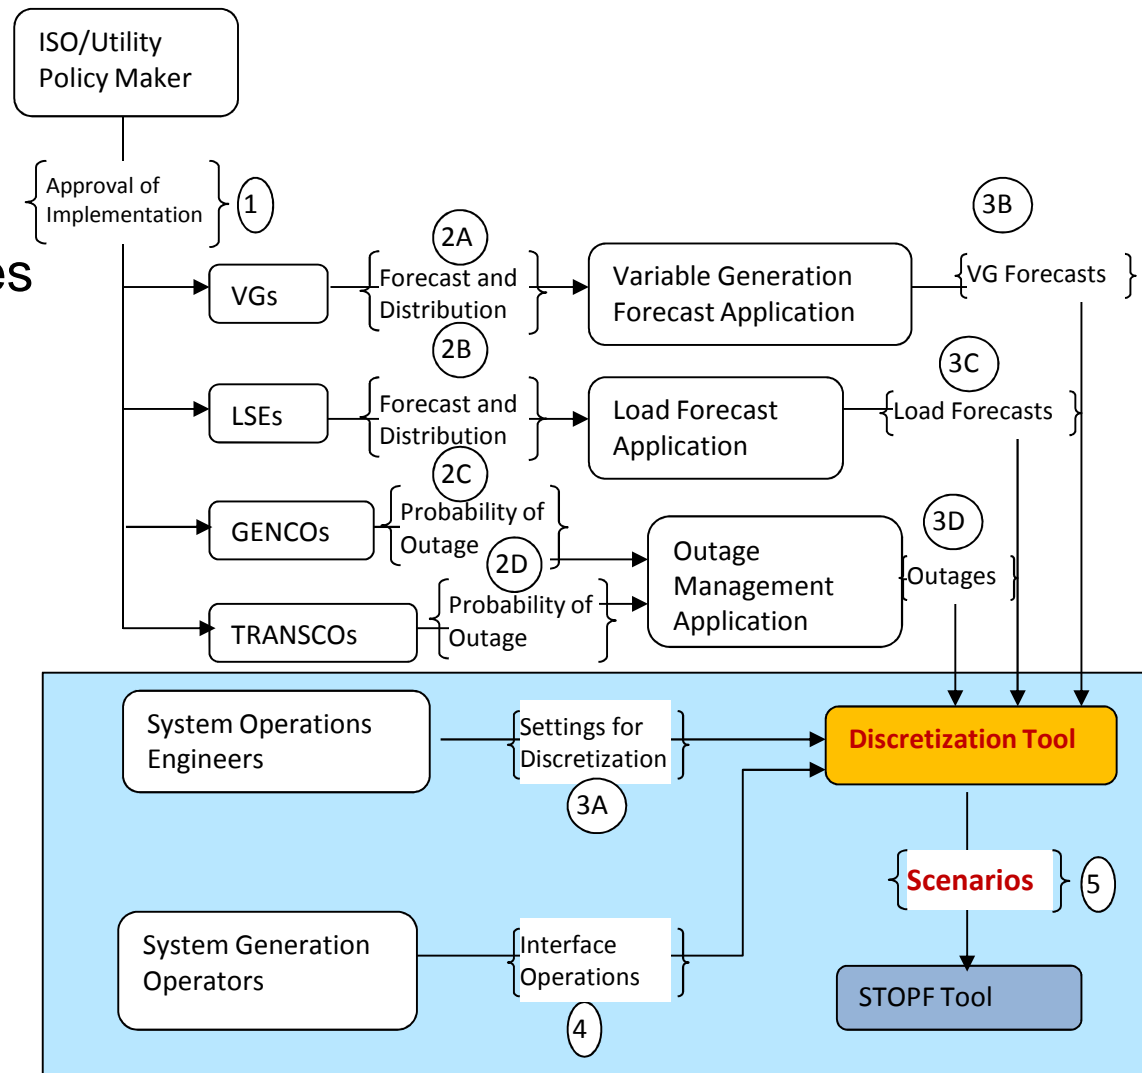 ISO/Utility
Policy Maker
Approval of
Implementation
1
es
VGs
2A
Forecast and
Distribution
Variable Generation
Forecast Application
3B
VG Forecasts
LSEs
2B
Forecast and
Distribution
Load Forecast
Application
3C
Load Forecasts
GENCOs
2C
Probability of
Outage
TRANSCOs
2D
Probability of
Outage
Outage
Management
Application
3D
Outages
System Operations
Engineers
Settings for
Discretization
3A
Discretization Tool
Scenarios
5
System Generation
Operators
Interface
Operations
4
STOPF Tool